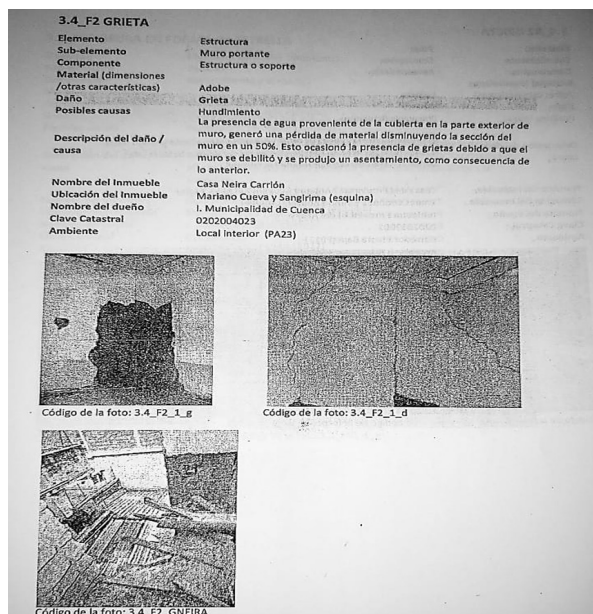 3.4_F2 GRIETA
Elemento Estructura
Sub-elemento Muro portante
Componente Estructura o soporte
Material (dimensiones
/otras características) Adobe
Daño Grieta
Posibles causas Hundimiento
Descripción del daño / causa La presencia de agua proveniente de la cubierta en la parte exterior de
muro, generó una pérdida de material disminuyendo la sección del
muro en un 50%. Esto ocasionó la presencia de grietas debido a que el
muro se debilitó y se produjo un asentamiento, como consecuencia de
lo anterior.
Nombre del Inmueble Casa Neira Carrión
Ubicación del Inmueble Mariano Cueva y Sangirima (esquina)
Nombre del dueño I. Municipalidad de Cuenca
Clave Catastral 0202004023
Ambiente Local interior (PA23)
Código de la foto: 3.4_F2_1_g Código de la foto: 3.4_F2_1_d
Código de la foto: 3.4_F2_GNEIRA